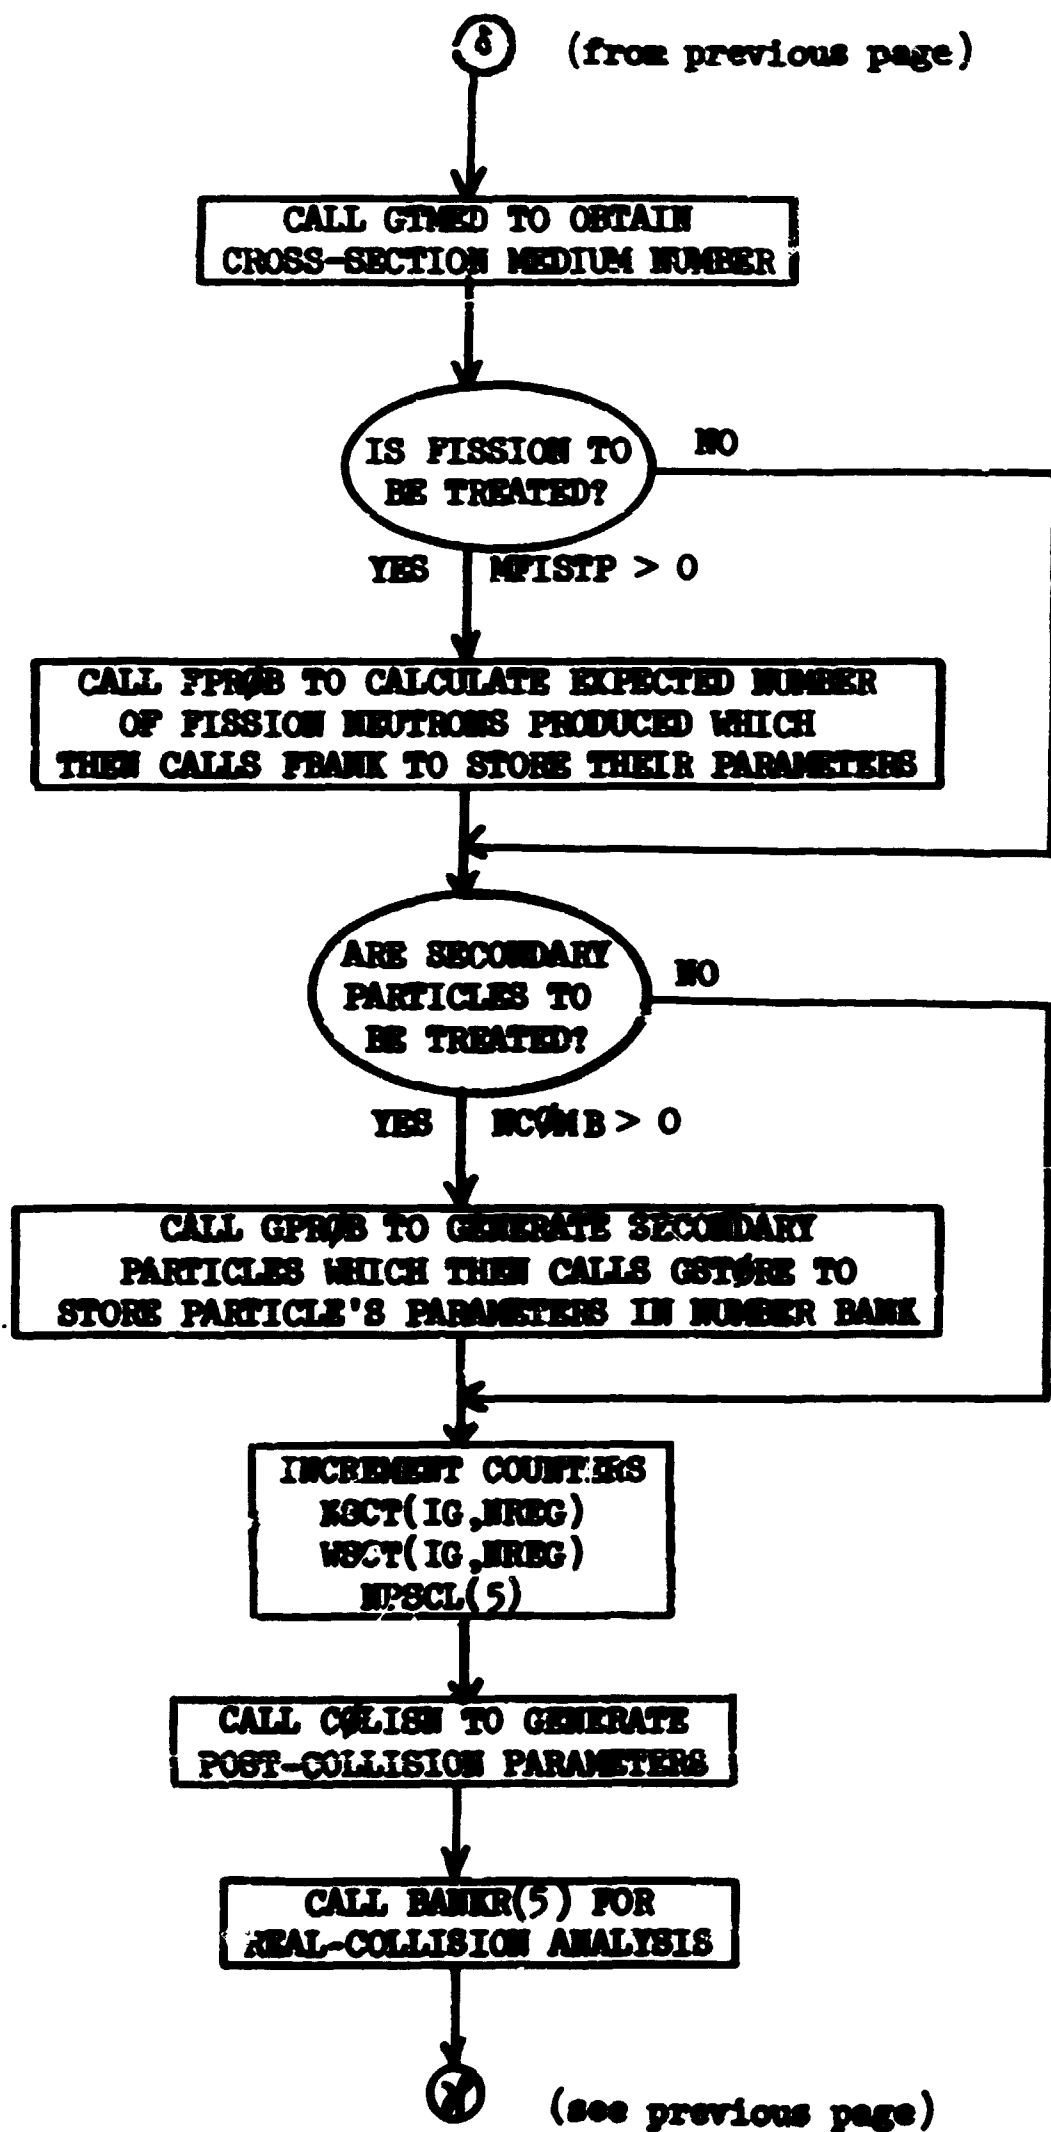 δ (from previous page)
CALL GTMED TO OBTAIN
CROSS-SECTION MEDIUM NUMBER
IS FISSION TO
BE TREATED?
NO
YES MFISTP > 0
CALL FPRØB TO CALCULATE EXPECTED NUMBER
OF FISSION NEUTRONS PRODUCED WHICH
THEN CALLS FBANK TO STORE THEIR PARAMETERS
ARE SECONDARY
PARTICLES TO
BE TREATED?
NO
YES NCØMB > 0
CALL GPRØB TO GENERATE SECONDARY
PARTICLES WHICH THEN CALLS GSTØRE TO
STORE PARTICLE'S PARAMETERS IN NUMBER BANK
INCREMENT COUNTERS
NSCT(IG,NREG)
WSCT(IG,NREG)
NPSCL(5)
CALL CØLISN TO GENERATE
POST-COLLISION PARAMETERS
CALL BANKR(5) FOR
REAL-COLLISION ANALYSIS
(see previous page)